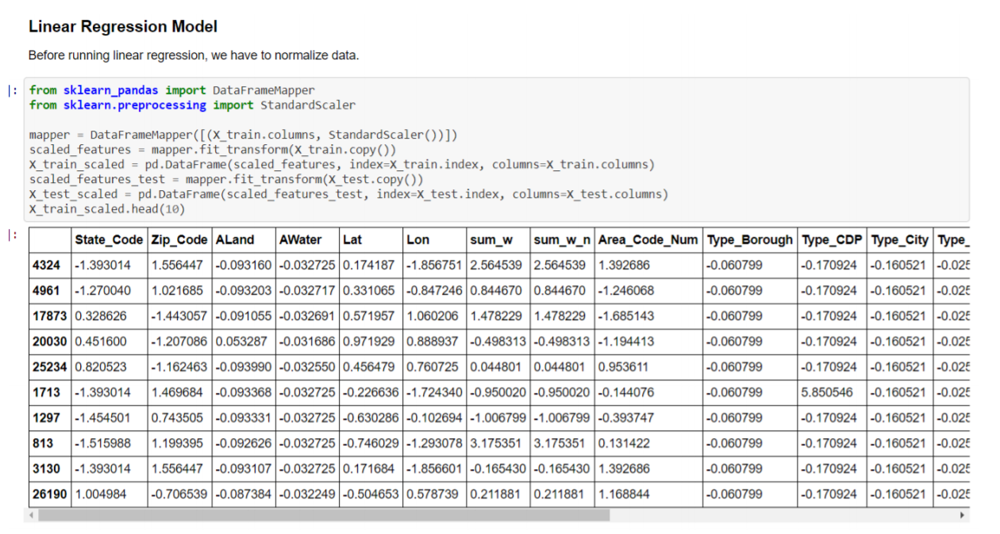 Linear Regression Model
Before running linear regression, we have to normalize data.
]: from sklearn_pandas import DataFrameMapper
from sklearn.preprocessing import StandardScaler
mapper = DataFrameMapper([(X_train.columns, StandardScaler())])
scaled_features = mapper.fit_transform(X_train.copy())
X_train_scaled = pd.DataFrame(scaled_features, index=X_train.index, columns=X_train.columns)
scaled_features_test = mapper.fit_transform(X_test.copy())
X_test_scaled = pd.DataFrame(scaled_features_test, index=X_test.index, columns=X_test.columns)
X_train_scaled.head(10)
]: State_Code Zip_Code ALand AWater Lat Lon sum_w sum_w_n Area_Code_Num Type_Borough Type_CDP Type_City Type_
4324 -1.393014 1.556447 -0.093160 -0.032725 0.174187 -1.856751 2.564539 2.564539 1.392686 -0.060799 -0.170924 -0.160521 -0.025
4961 -1.270040 1.021685 -0.093203 -0.032717 0.331065 -0.847246 0.844670 0.844670 -1.246068 -0.060799 -0.170924 -0.160521 -0.025
17873 0.328626 -1.443057 -0.091055 -0.032691 0.571957 1.060206 1.478229 1.478229 -1.685143 -0.060799 -0.170924 -0.160521 -0.025
20030 0.451600 -1.207086 0.053287 -0.031686 0.971929 0.888937 -0.498313 -0.498313 -1.194413 -0.060799 -0.170924 -0.160521 -0.025
25234 0.820523 -1.162463 -0.093990 -0.032550 0.456479 0.760725 0.044801 0.044801 0.953611 -0.060799 -0.170924 -0.160521 -0.025
1713 -1.393014 1.469684 -0.093368 -0.032725 -0.226636 -1.724340 -0.950020 -0.950020 -0.144076 -0.060799 5.850546 -0.160521 -0.025
1297 -1.454501 0.743505 -0.093331 -0.032725 -0.630286 -0.102694 -1.006799 -1.006799 -0.393747 -0.060799 -0.170924 -0.160521 -0.025
813 -1.515988 1.199395 -0.092626 -0.032725 -0.746029 -1.293078 3.175351 3.175351 0.131422 -0.060799 -0.170924 -0.160521 -0.025
3130 -1.393014 1.556447 -0.093107 -0.032725 0.171684 -1.856601 -0.165430 -0.165430 1.392686 -0.060799 -0.170924 -0.160521 -0.025
26190 1.004984 -0.706539 -0.087384 -0.032249 -0.504653 0.578739 0.211881 0.211881 1.168844 -0.060799 -0.170924 -0.160521 -0.025